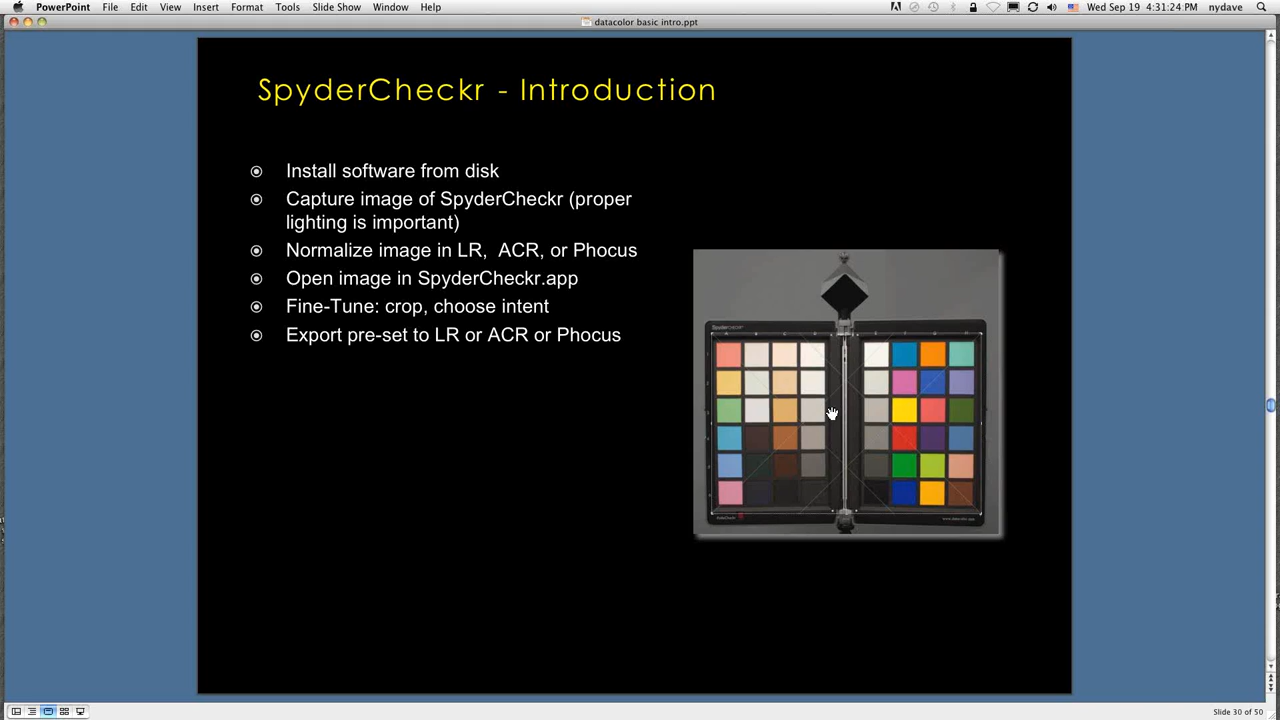 PowerPoint File Edit View Insert Format Tools Slide Show Window Help Wed Sep 19 4:31:24 PM nydave
datacolor basic intro.ppt
SpyderCheckr - Introduction
Install software from disk
Capture image of SpyderCheckr (proper
lighting is important)
Normalize image in LR, ACR, or Phocus
Open image in SpyderCheckr.app
Fine-Tune: crop, choose intent
Export pre-set to LR or ACR or Phocus
Slide 30 of 50